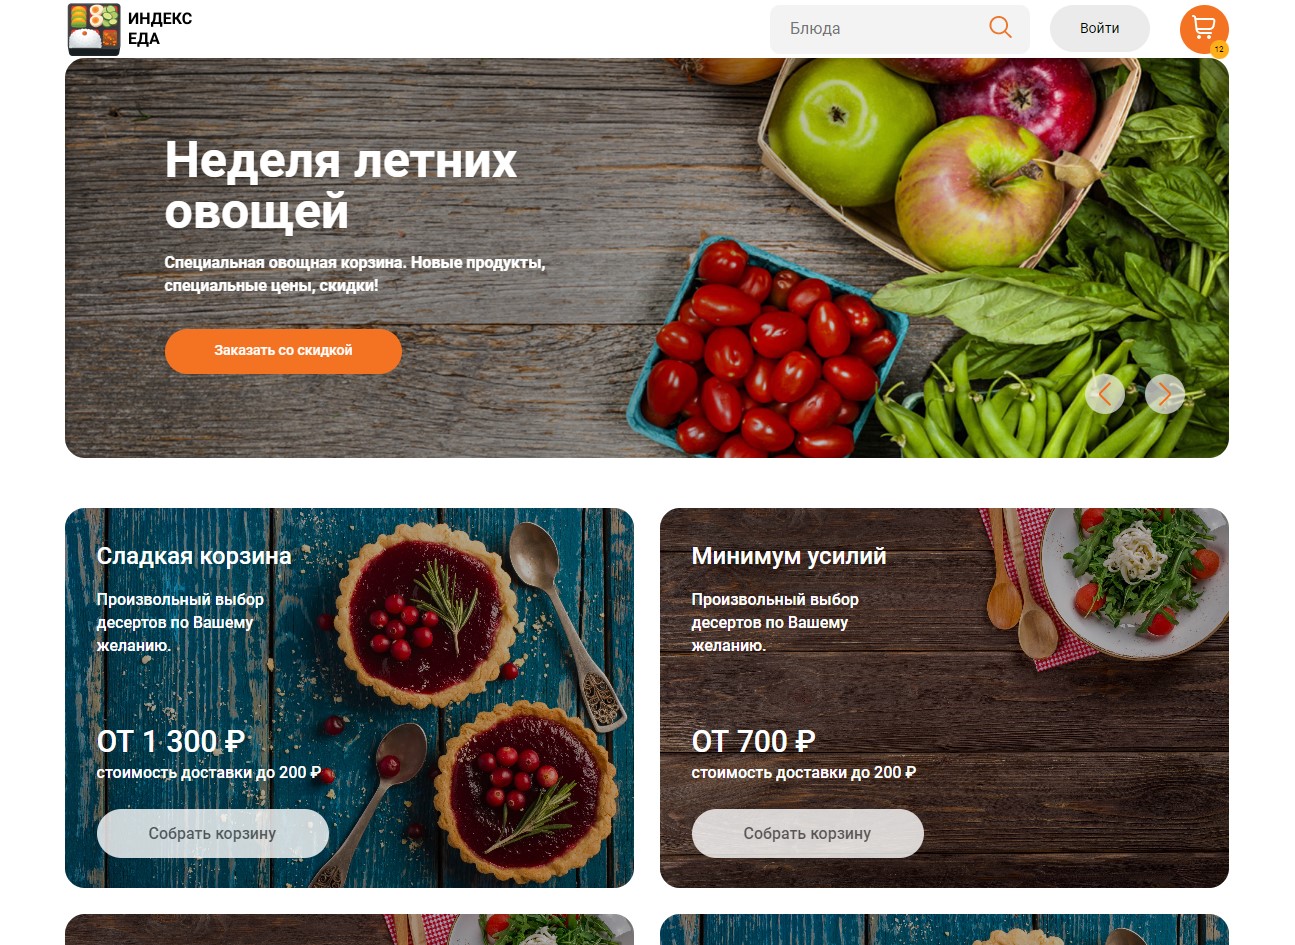 ИНДЕКС
ЕДА
Блюда
Войти
12
Неделя летних
овощей
Специальная овощная корзина. Новые продукты,
специальные цены, скидки!
Заказать со скидкой
Сладкая корзина
Произвольный выбор
десертов по Вашему
желанию.
ОТ 1 300 ₽
стоимость доставки до 200 ₽
Собрать корзину
Минимум усилий
Произвольный выбор
десертов по Вашему
желанию.
ОТ 700 ₽
стоимость доставки до 200 ₽
Собрать корзину